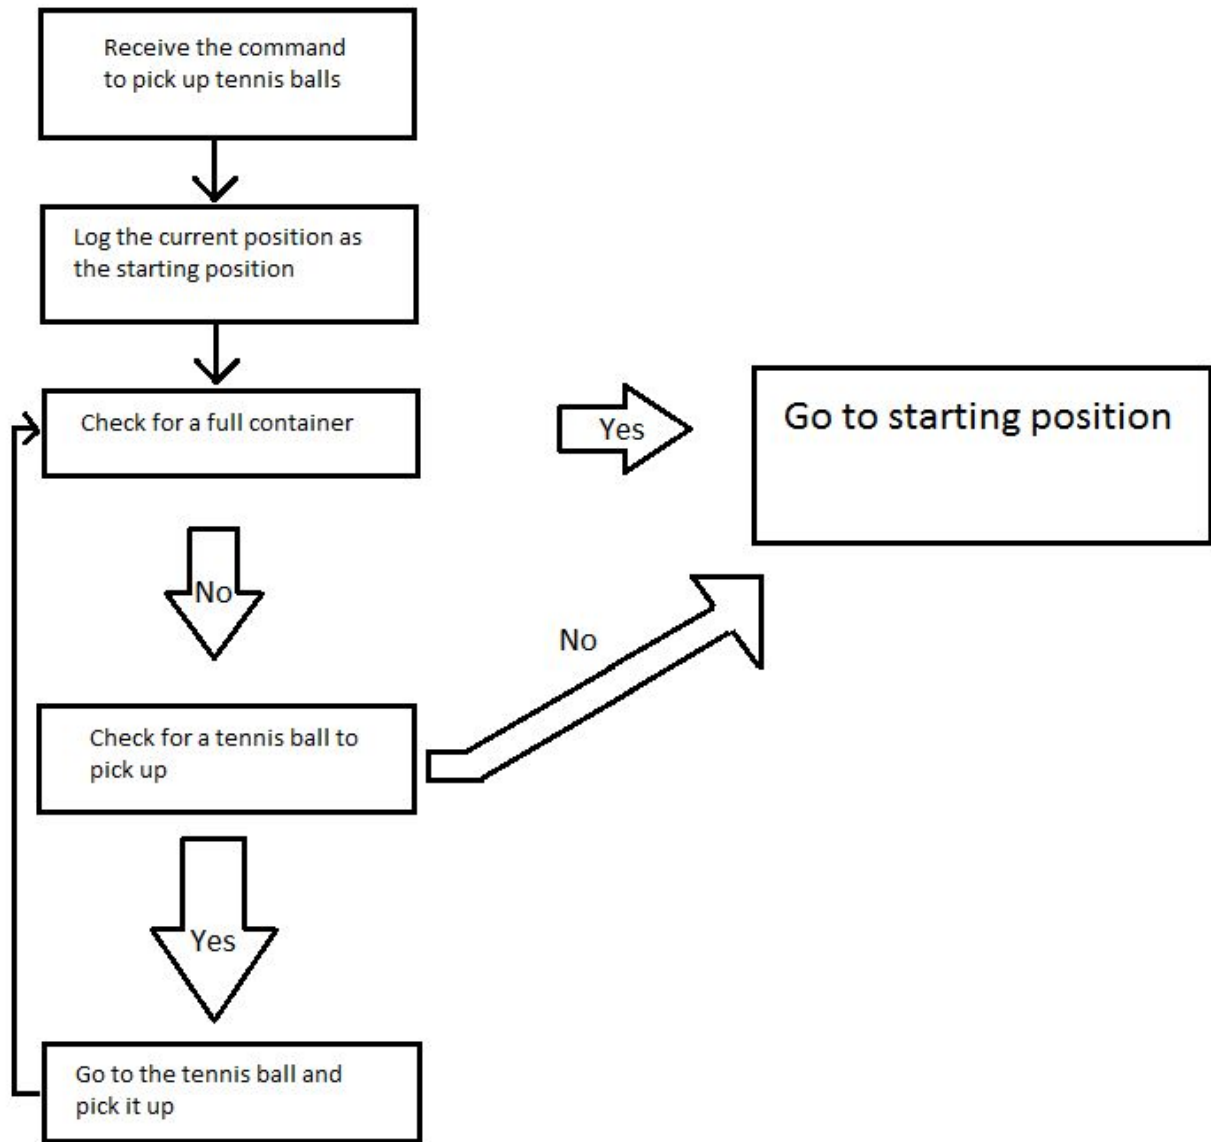 Receive the command
to pick up tennis balls
Log the current position as
the starting position
Check for a full container
Yes
Go to starting position
No
No
Check for a tennis ball to
pick up
Yes
Go to the tennis ball and
pick it up